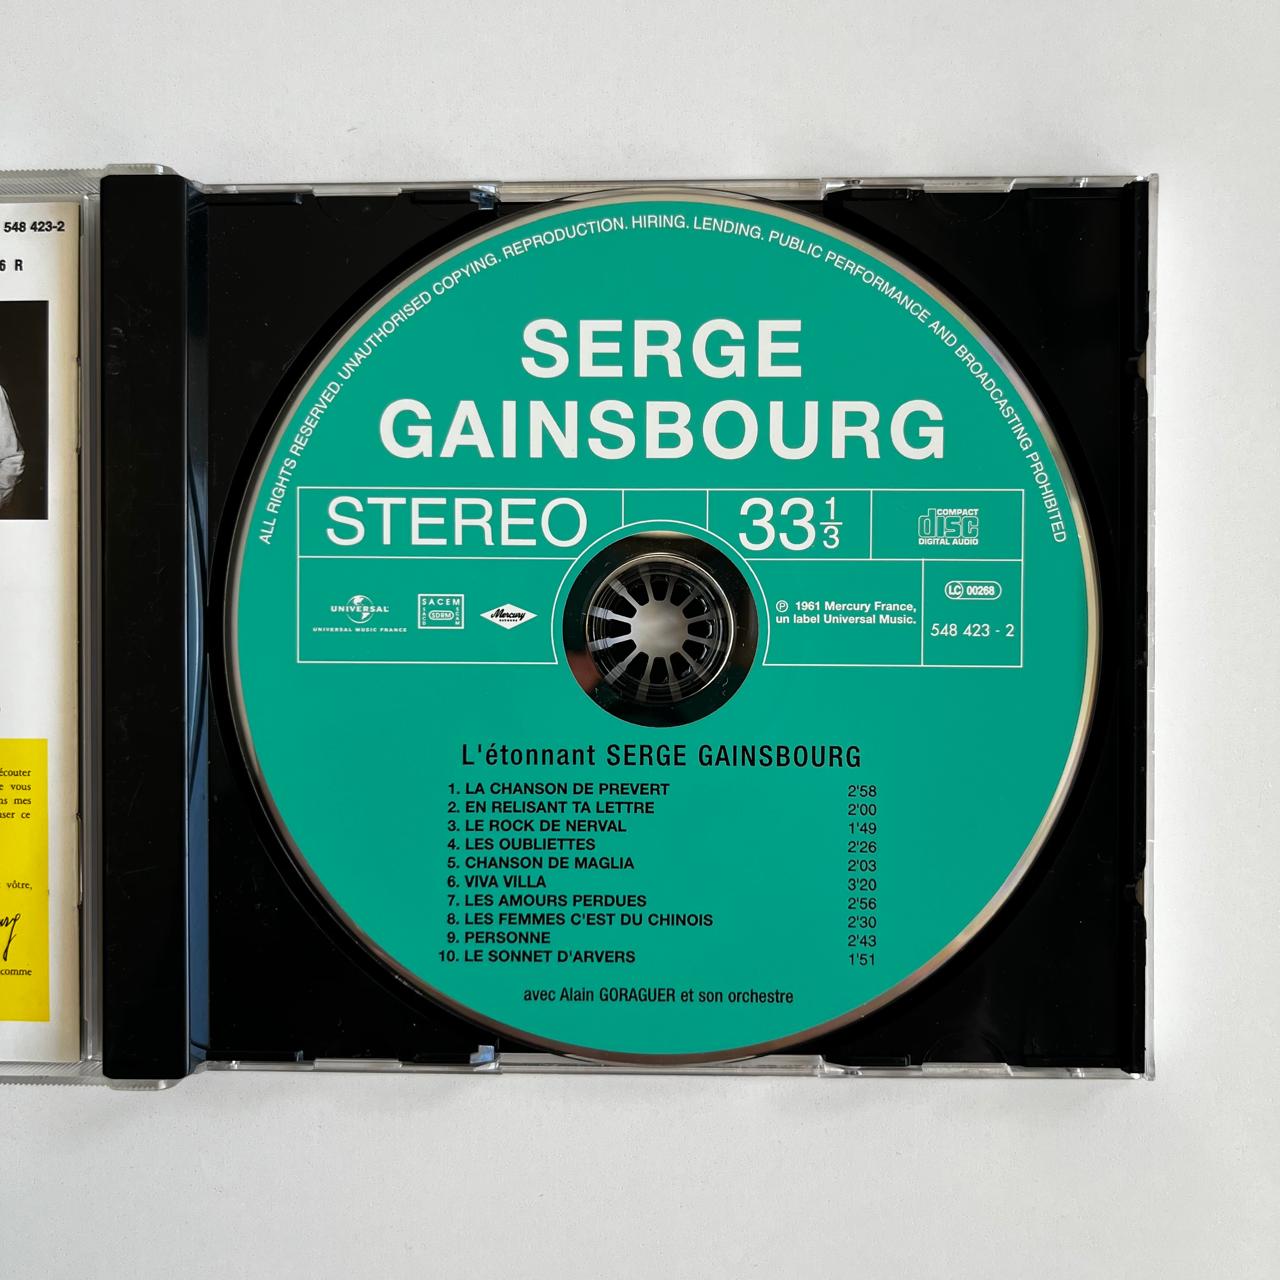 548 423-2
6 R
écouter
e vous
ns mes
ser ce
vôtre,
comme
ALL RIGHTS RESERVED. UNAUTHORISED COPYING. REPRODUCTION. HIRING. LENDING. PUBLIC PERFORMANCE AND BROADCASTING PROHIBITED
SERGE
GAINSBOURG
STEREO
33 1/3
COMPACT
disc
DIGITAL AUDIO
UNIVERSAL
UNIVERSAL MUSIC FRANCE
SACEM
SACD
SDRM
SGAM
Mercury
RECORDS
℗ 1961 Mercury France,
un label Universal Music.
LC 00268
548 423 - 2
L'étonnant SERGE GAINSBOURG
1. LA CHANSON DE PREVERT 2'58
2. EN RELISANT TA LETTRE 2'00
3. LE ROCK DE NERVAL 1'49
4. LES OUBLIETTES 2'26
5. CHANSON DE MAGLIA 2'03
6. VIVA VILLA 3'20
7. LES AMOURS PERDUES 2'56
8. LES FEMMES C'EST DU CHINOIS 2'30
9. PERSONNE 2'43
10. LE SONNET D'ARVERS 1'51
avec Alain GORAGUER et son orchestre